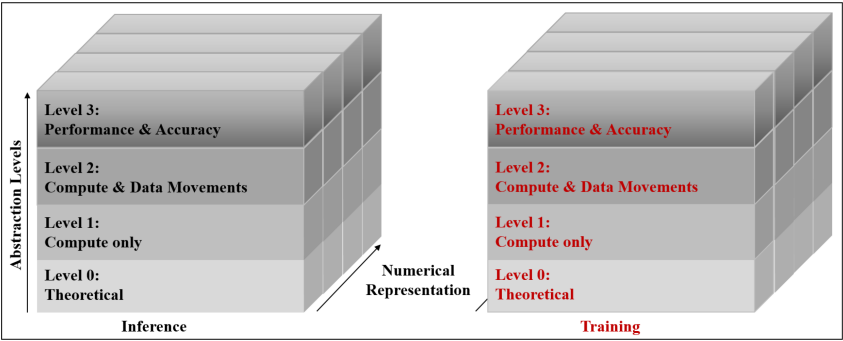 Abstraction Levels
Level 3:
Performance & Accuracy
Level 2:
Compute & Data Movements
Level 1:
Compute only
Level 0:
Theoretical
Inference
Numerical
Representation
Level 3:
Performance & Accuracy
Level 2:
Compute & Data Movements
Level 1:
Compute only
Level 0:
Theoretical
Training